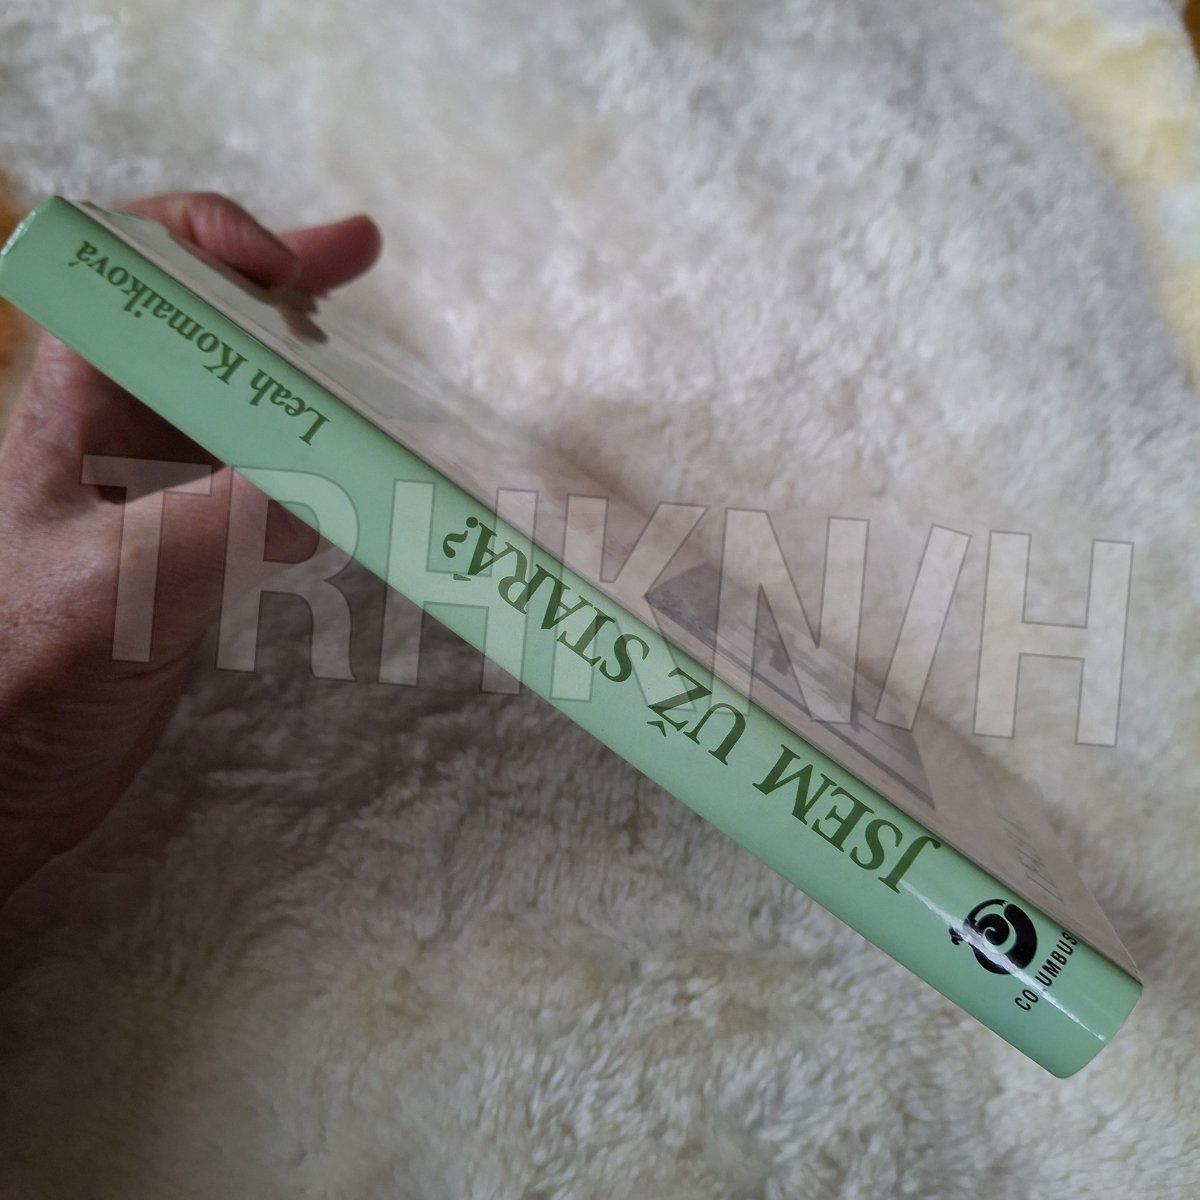 Leah Komaiková
JSEM UŽ STARÁ?
COLUMBUS
TRHKNIH